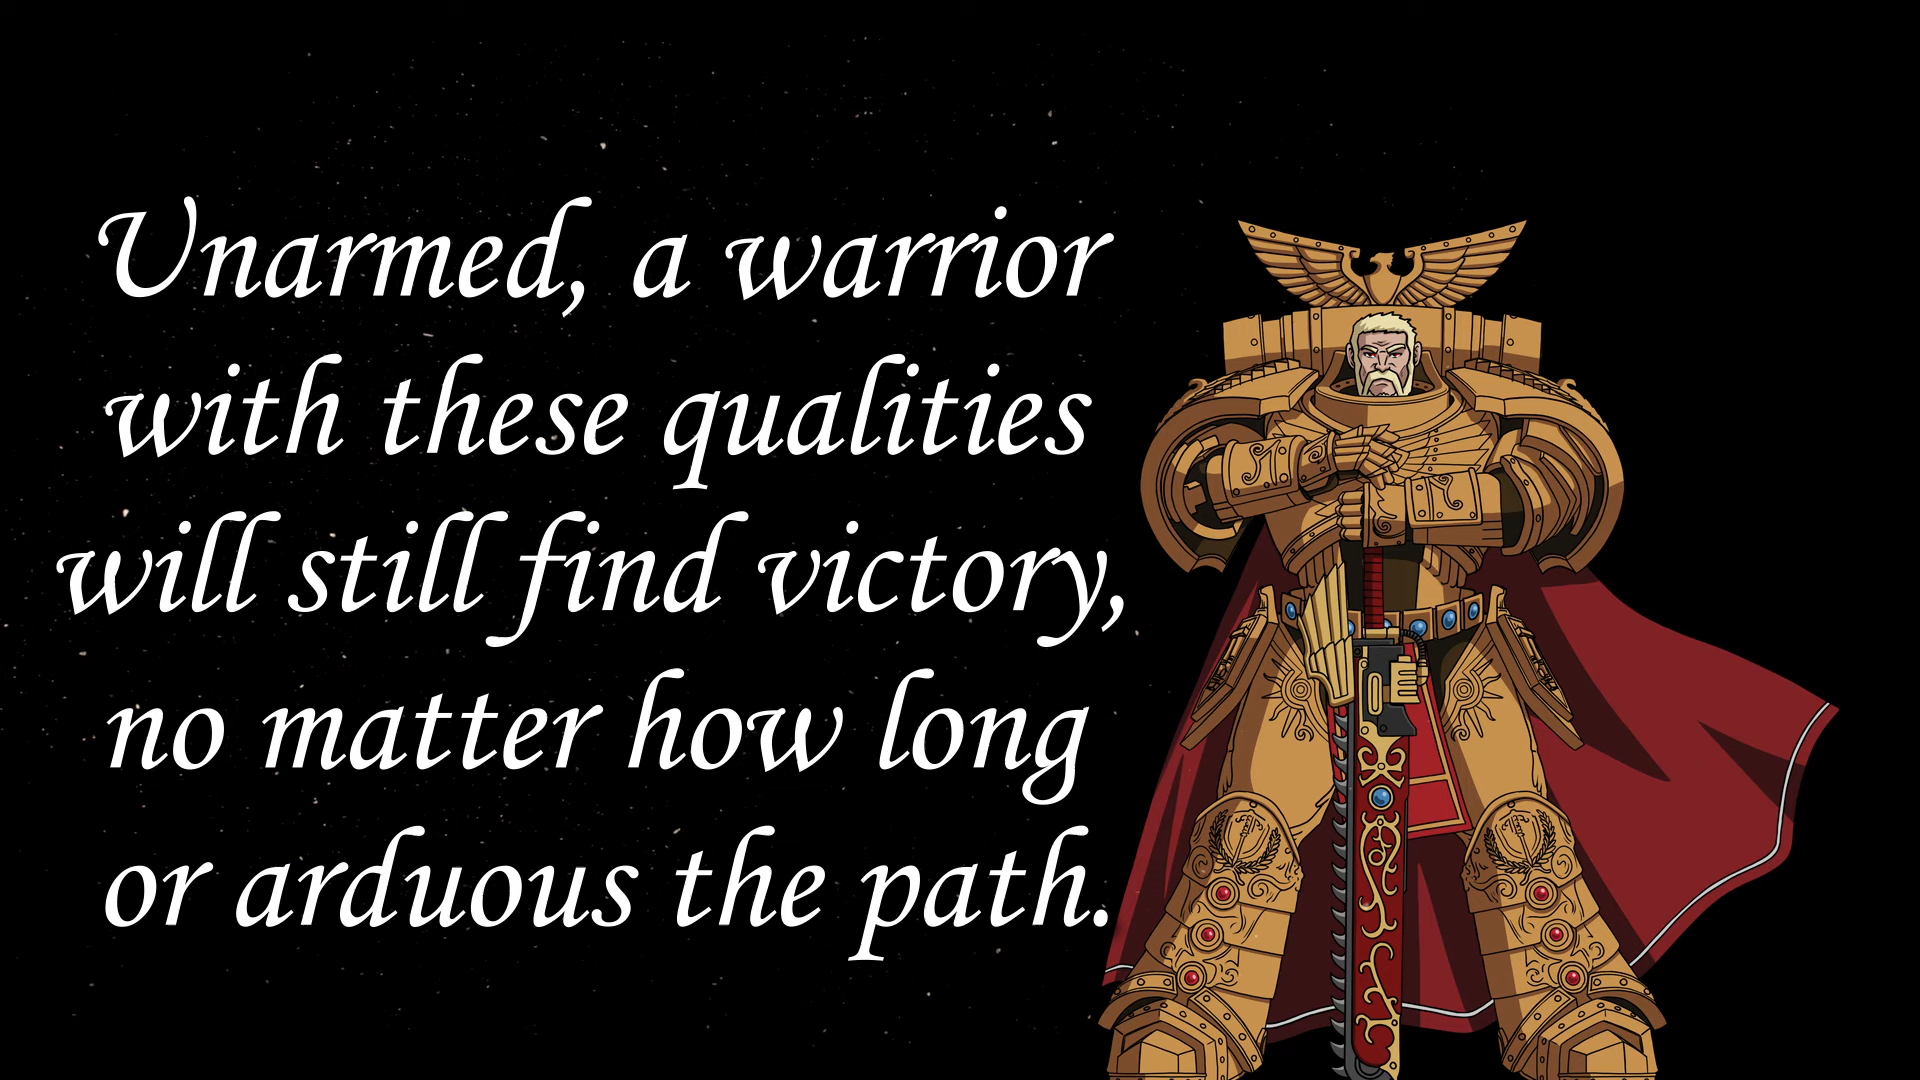 Unarmed, a warrior
with these qualities
will still find victory,
no matter how long
or arduous the path.